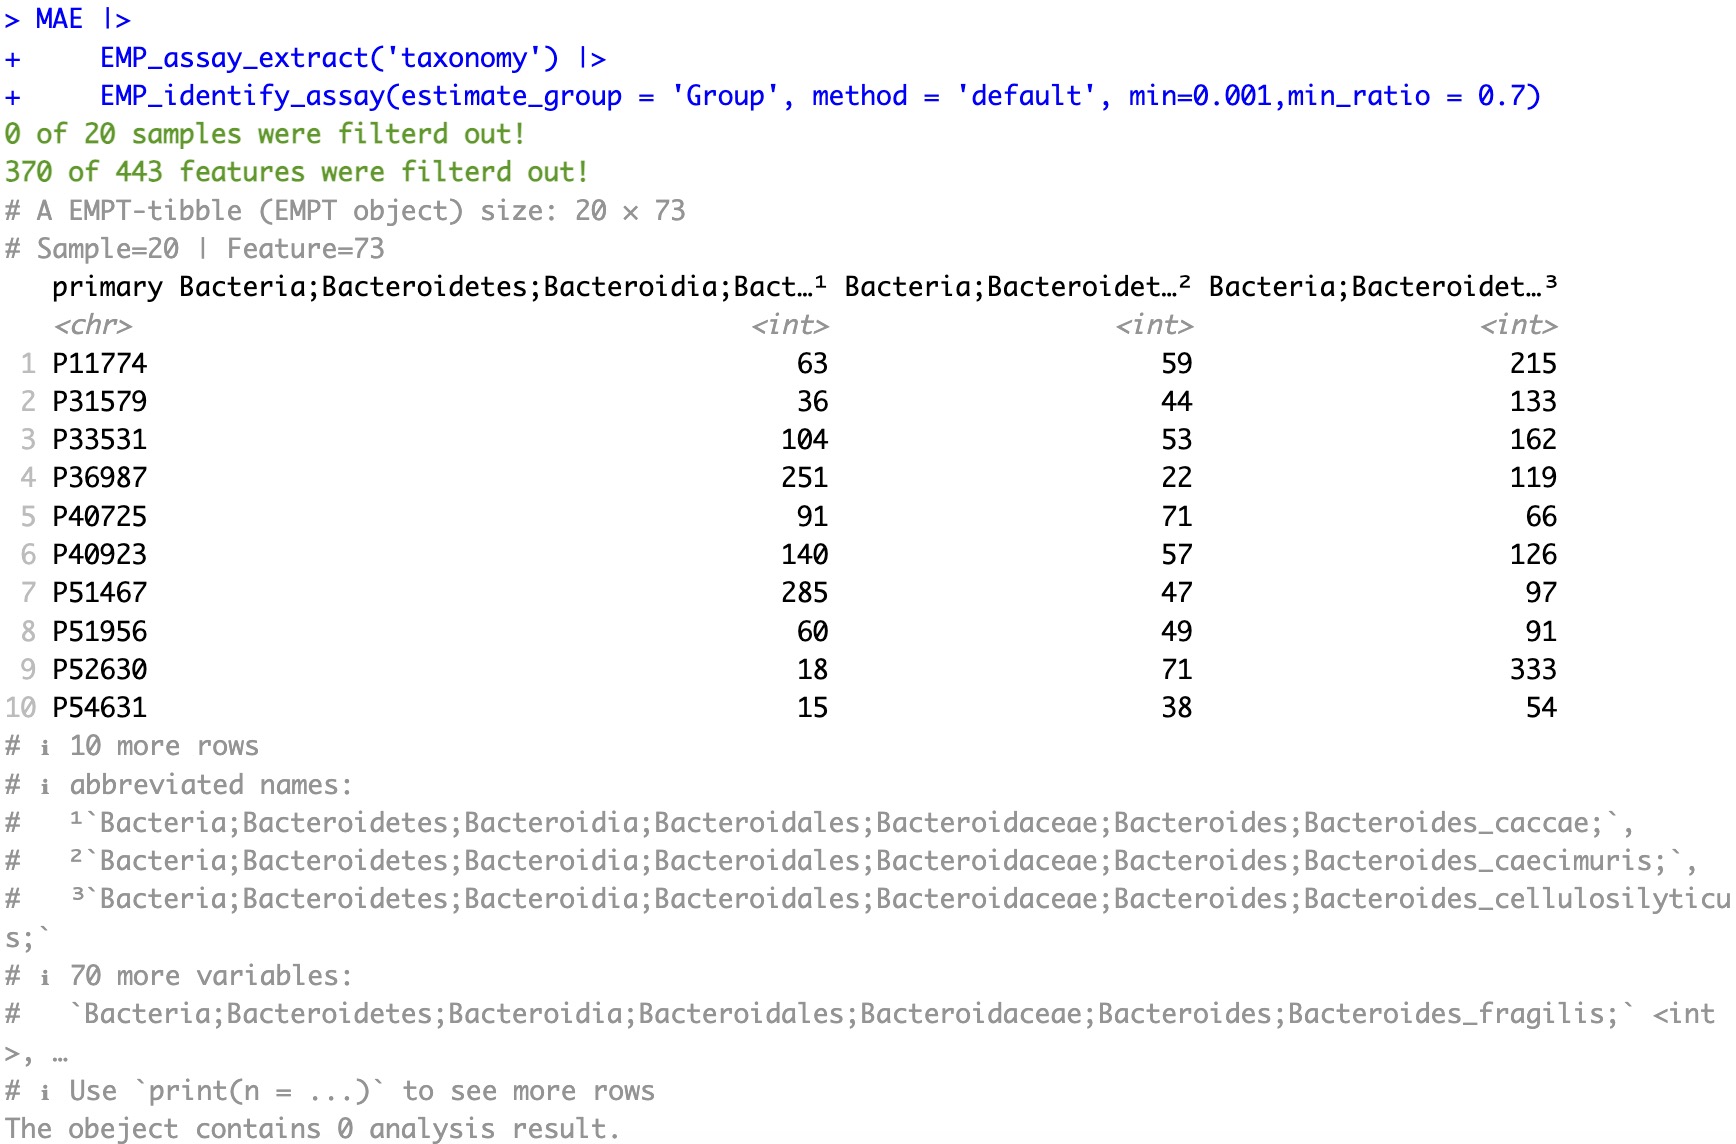 > MAE |>
+     EMP_assay_extract('taxonomy') |>
+     EMP_identify_assay(estimate_group = 'Group', method = 'default', min=0.001,min_ratio = 0.7)
0 of 20 samples were filterd out!
370 of 443 features were filterd out!
# A EMPT-tibble (EMPT object) size: 20 × 73
# Sample=20 | Feature=73
   primary Bacteria;Bacteroidetes;Bacteroidia;Bact…¹ Bacteria;Bacteroidet…² Bacteria;Bacteroidet…³
   <chr>                                       <int>                  <int>                  <int>
 1 P11774                                         63                     59                    215
 2 P31579                                         36                     44                    133
 3 P33531                                        104                     53                    162
 4 P36987                                        251                     22                    119
 5 P40725                                         91                     71                     66
 6 P40923                                        140                     57                    126
 7 P51467                                        285                     47                     97
 8 P51956                                         60                     49                     91
 9 P52630                                         18                     71                    333
10 P54631                                         15                     38                     54
# ℹ 10 more rows
# ℹ abbreviated names:
#   ¹`Bacteria;Bacteroidetes;Bacteroidia;Bacteroidales;Bacteroidaceae;Bacteroides;Bacteroides_caccae;`,
#   ²`Bacteria;Bacteroidetes;Bacteroidia;Bacteroidales;Bacteroidaceae;Bacteroides;Bacteroides_caecimuris;`,
#   ³`Bacteria;Bacteroidetes;Bacteroidia;Bacteroidales;Bacteroidaceae;Bacteroides;Bacteroides_cellulosilyticu
s;`
# ℹ 70 more variables:
#   `Bacteria;Bacteroidetes;Bacteroidia;Bacteroidales;Bacteroidaceae;Bacteroides;Bacteroides_fragilis;` <int
>, …
# ℹ Use `print(n = ...)` to see more rows
The obeject contains 0 analysis result.